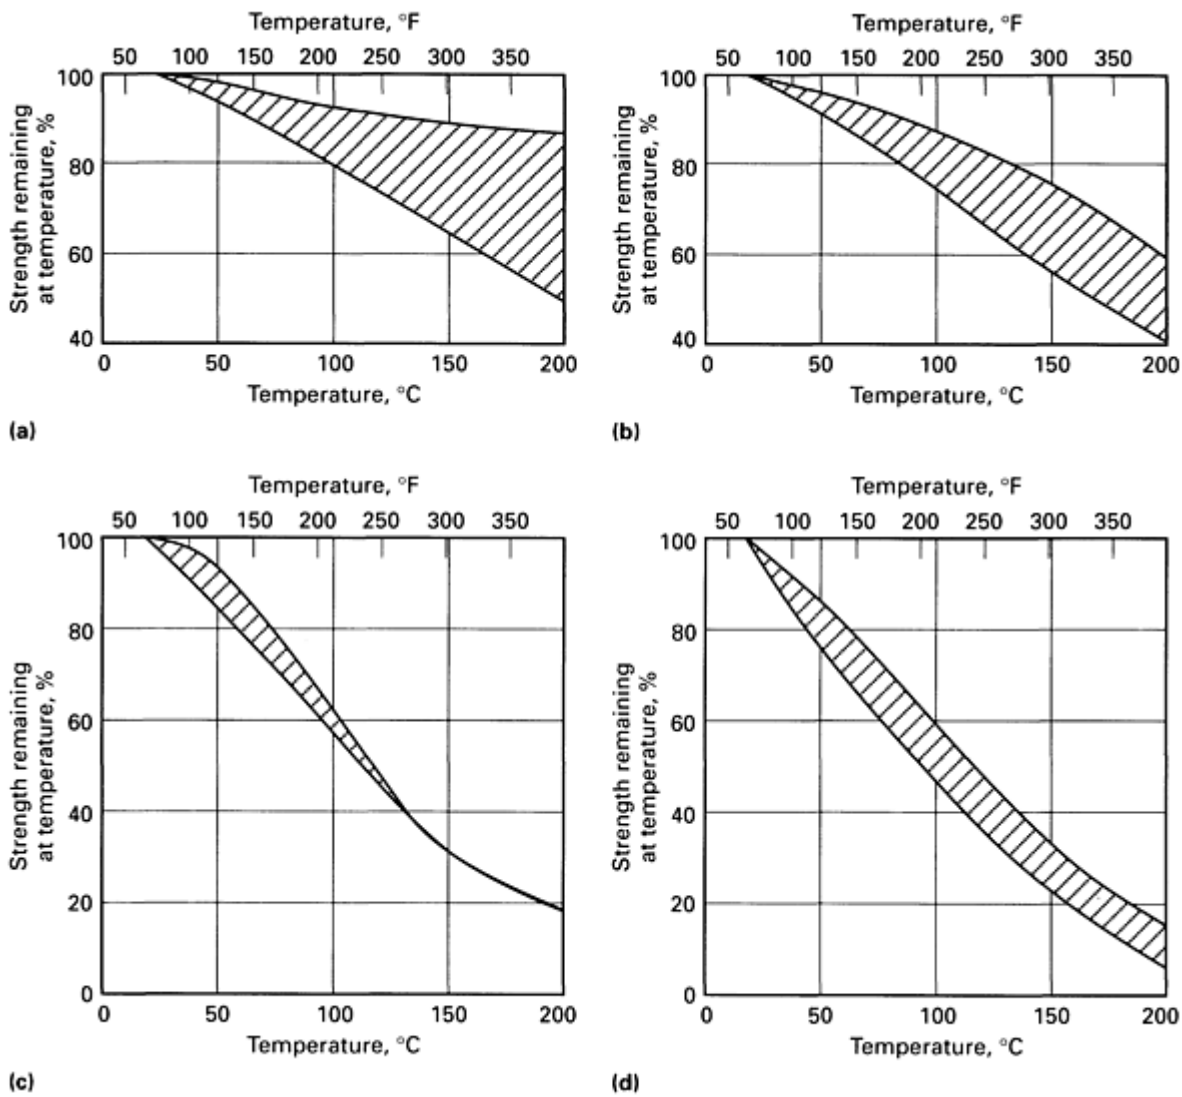 Temperature, °F
50 100 150 210 250 300 350
100
80
60
40
Strength remaining
at temperature, %
0 50 100 150 200
Temperature, °C
(a)
Temperature, °F
50 100 150 210 250 300 350
100
80
60
40
Strength remaining
at temperature, %
0 50 100 150 200
Temperature, °C
(b)
Temperature, °F
50 100 150 200 250 300 350
100
80
60
40
20
0
Strength remaining
at temperature, %
0 50 100 150 200
Temperature, °C
(c)
Temperature, °F
50 100 150 200 250 300 350
100
80
60
40
20
0
Strength remaining
at temperature, %
0 50 100 150 200
Temperature, °C
(d)